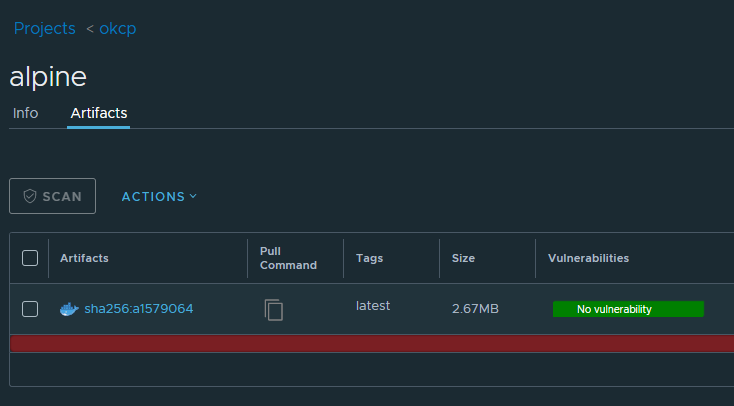 Projects < okcp
alpine
Info Artifacts
SCAN ACTIONS
Artifacts Pull Command Tags Size Vulnerabilities
sha256:a1579064 latest 2.67MB No vulnerability